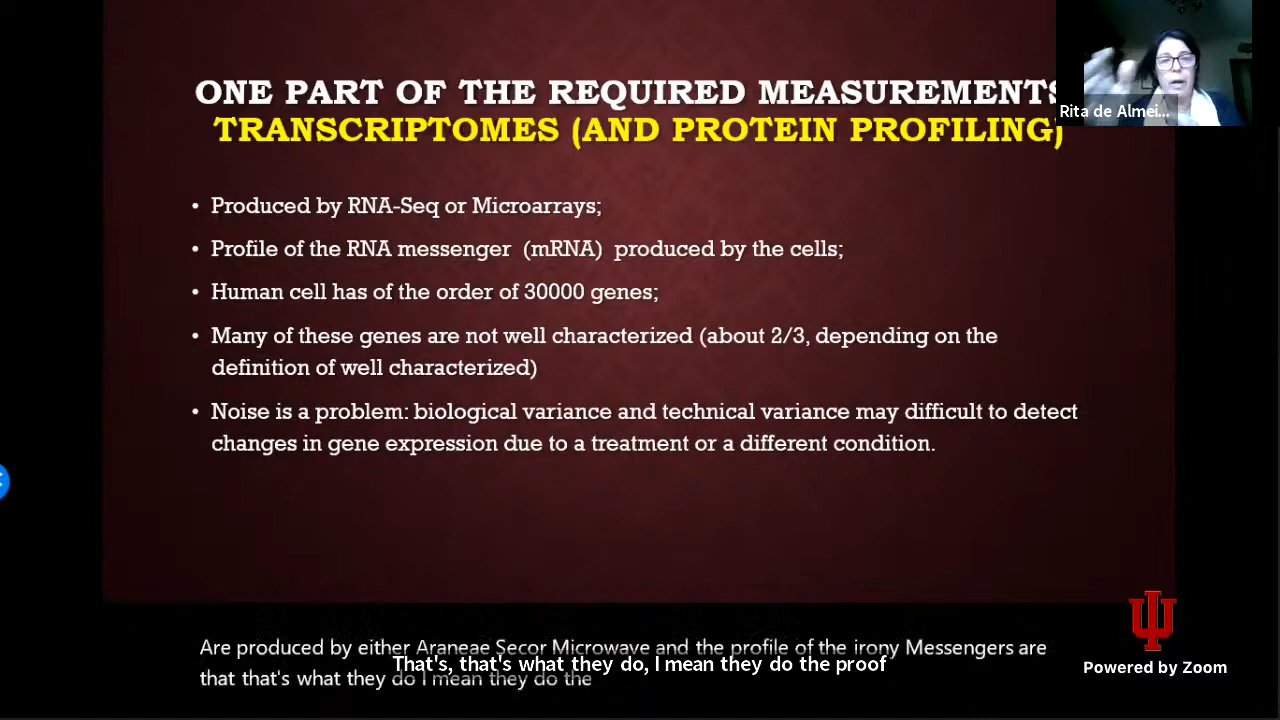 ONE PART OF THE REQUIRED MEASUREMENTS
TRANSCRIPTOMES (AND PROTEIN PROFILING)
Rita de Almei...
• Produced by RNA-Seq or Microarrays;
• Profile of the RNA messenger (mRNA) produced by the cells;
• Human cell has of the order of 30000 genes;
• Many of these genes are not well characterized (about 2/3, depending on the
definition of well characterized)
• Noise is a problem: biological variance and technical variance may difficult to detect
changes in gene expression due to a treatment or a different condition.
Are produced by either Araneae Secor Microwave and the profile of the irony Messengers are
That's, that's what they do, I mean they do the proof
that that's what they do I mean they do the
Powered by Zoom